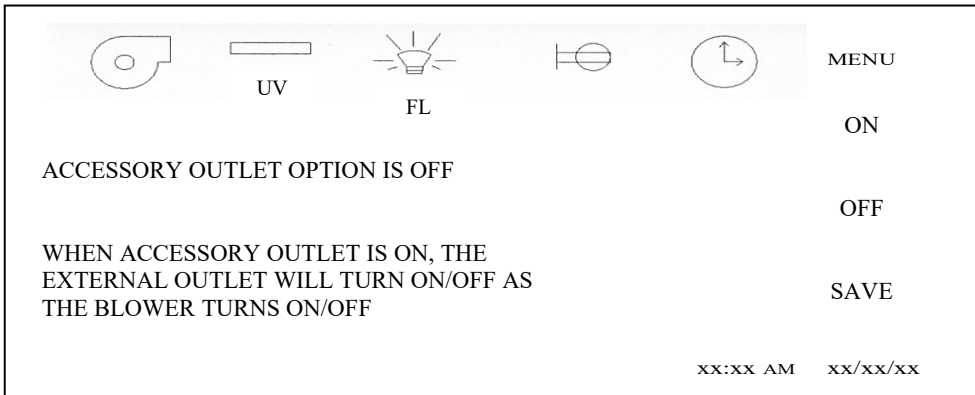 MENU
UV
FL
ON
ACCESSORY OUTLET OPTION IS OFF
OFF
WHEN ACCESSORY OUTLET IS ON, THE
EXTERNAL OUTLET WILL TURN ON/OFF AS
THE BLOWER TURNS ON/OFF
SAVE
XX:XX AM XX/XX/XX